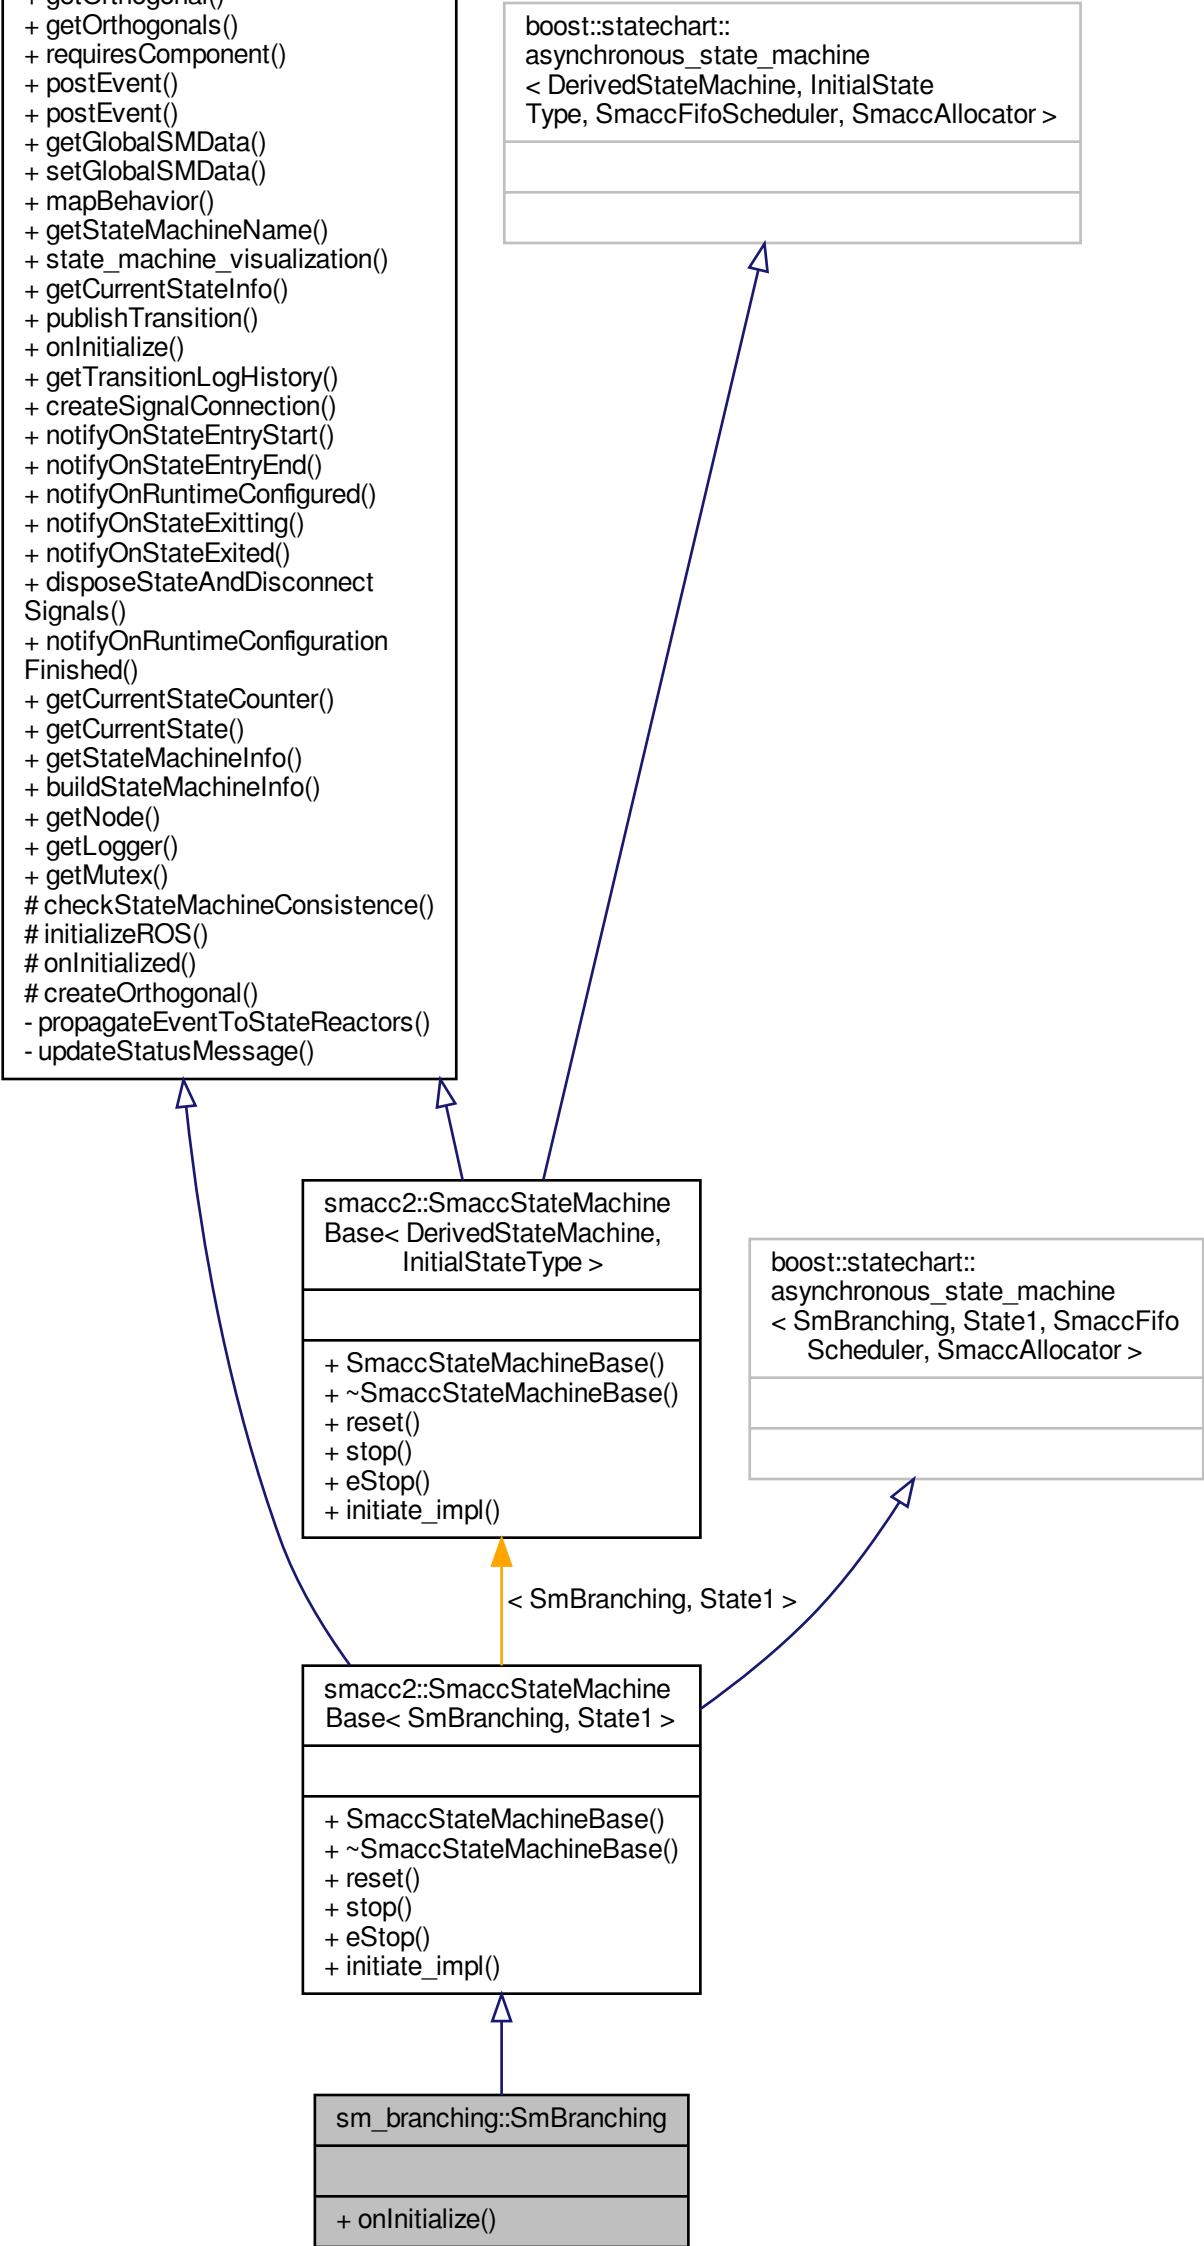 + getOrthogonal()
+ getOrthogonals()
+ requiresComponent()
+ postEvent()
+ postEvent()
+ getGlobalSMData()
+ setGlobalSMData()
+ mapBehavior()
+ getStateMachineName()
+ state_machine_visualization()
+ getCurrentStateInfo()
+ publishTransition()
+ onInitialize()
+ getTransitionLogHistory()
+ createSignalConnection()
+ notifyOnStateEntryStart()
+ notifyOnStateEntryEnd()
+ notifyOnRuntimeConfigured()
+ notifyOnStateExitting()
+ notifyOnStateExited()
+ disposeStateAndDisconnect
Signals()
+ notifyOnRuntimeConfiguration
Finished()
+ getCurrentStateCounter()
+ getCurrentState()
+ getStateMachineInfo()
+ buildStateMachineInfo()
+ getNode()
+ getLogger()
+ getMutex()
# checkStateMachineConsistence()
# initializeROS()
# onInitialized()
# createOrthogonal()
- propagateEventToStateReactors()
- updateStatusMessage()
boost::statechart::
asynchronous_state_machine
< DerivedStateMachine, InitialState
Type, SmaccFifoScheduler, SmaccAllocator >
smacc2::SmaccStateMachine
Base< DerivedStateMachine,
InitialStateType >
+ SmaccStateMachineBase()
+ ~SmaccStateMachineBase()
+ reset()
+ stop()
+ eStop()
+ initiate_impl()
boost::statechart::
asynchronous_state_machine
< SmBranching, State1, SmaccFifo
Scheduler, SmaccAllocator >
< SmBranching, State1 >
smacc2::SmaccStateMachine
Base< SmBranching, State1 >
+ SmaccStateMachineBase()
+ ~SmaccStateMachineBase()
+ reset()
+ stop()
+ eStop()
+ initiate_impl()
sm_branching::SmBranching
+ onInitialize()